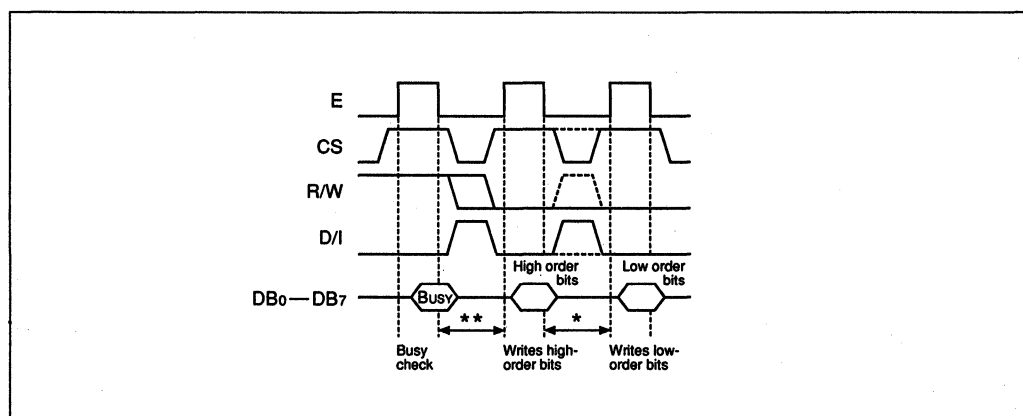 E
CS
R/W
D/I
High order bits
Low order bits
DB0—DB7
BUSY
**
*
Busy check
Writes high-order bits
Writes low-order bits